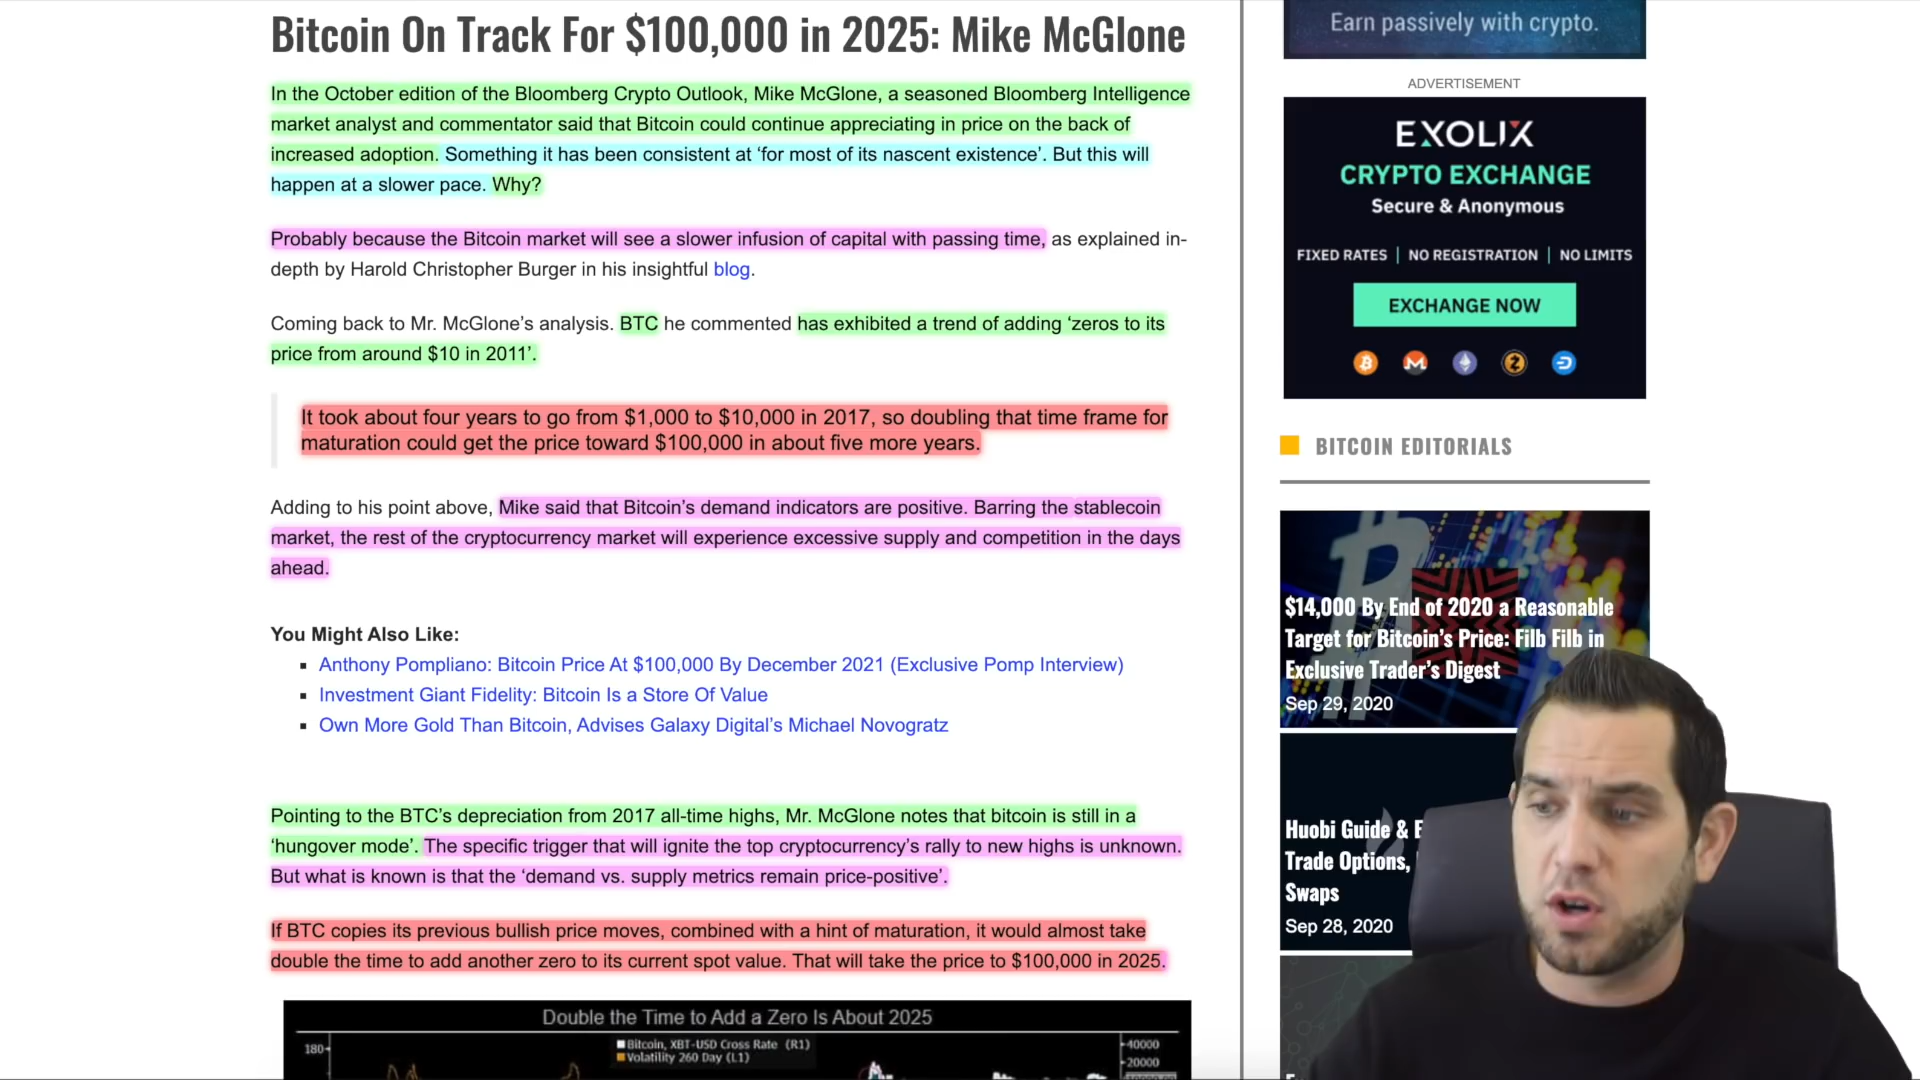 Bitcoin On Track For $100,000 in 2025: Mike McGlone
In the October edition of the Bloomberg Crypto Outlook, Mike McGlone, a seasoned Bloomberg Intelligence
market analyst and commentator said that Bitcoin could continue appreciating in price on the back of
increased adoption. Something it has been consistent at ‘for most of its nascent existence’. But this will
happen at a slower pace. Why?
Probably because the Bitcoin market will see a slower infusion of capital with passing time, as explained in-
depth by Harold Christopher Burger in his insightful blog.
Coming back to Mr. McGlone’s analysis. BTC he commented has exhibited a trend of adding ‘zeros to its
price from around $10 in 2011’.
It took about four years to go from $1,000 to $10,000 in 2017, so doubling that time frame for
maturation could get the price toward $100,000 in about five more years.
Adding to his point above, Mike said that Bitcoin’s demand indicators are positive. Barring the stablecoin
market, the rest of the cryptocurrency market will experience excessive supply and competition in the days
ahead.
You Might Also Like:
Anthony Pompliano: Bitcoin Price At $100,000 By December 2021 (Exclusive Pomp Interview)
Investment Giant Fidelity: Bitcoin Is a Store Of Value
Own More Gold Than Bitcoin, Advises Galaxy Digital’s Michael Novogratz
Pointing to the BTC’s depreciation from 2017 all-time highs, Mr. McGlone notes that bitcoin is still in a
‘hungover mode’. The specific trigger that will ignite the top cryptocurrency’s rally to new highs is unknown.
But what is known is that the ‘demand vs. supply metrics remain price-positive’.
If BTC copies its previous bullish price moves, combined with a hint of maturation, it would almost take
double the time to add another zero to its current spot value. That will take the price to $100,000 in 2025.
Double the Time to Add a Zero Is About 2025
Bitcoin, XBT-USD Cross Rate (R1)
Volatility 260 Day (L1)
180
40000
20000
Earn passively with crypto.
ADVERTISEMENT
EXOLIX
CRYPTO EXCHANGE
Secure & Anonymous
FIXED RATES | NO REGISTRATION | NO LIMITS
EXCHANGE NOW
BITCOIN EDITORIALS
$14,000 By End of 2020 a Reasonable
Target for Bitcoin’s Price: Filb Filb in
Exclusive Trader’s Digest
Sep 29, 2020
Huobi Guide &
Trade Options,
Swaps
Sep 28, 2020